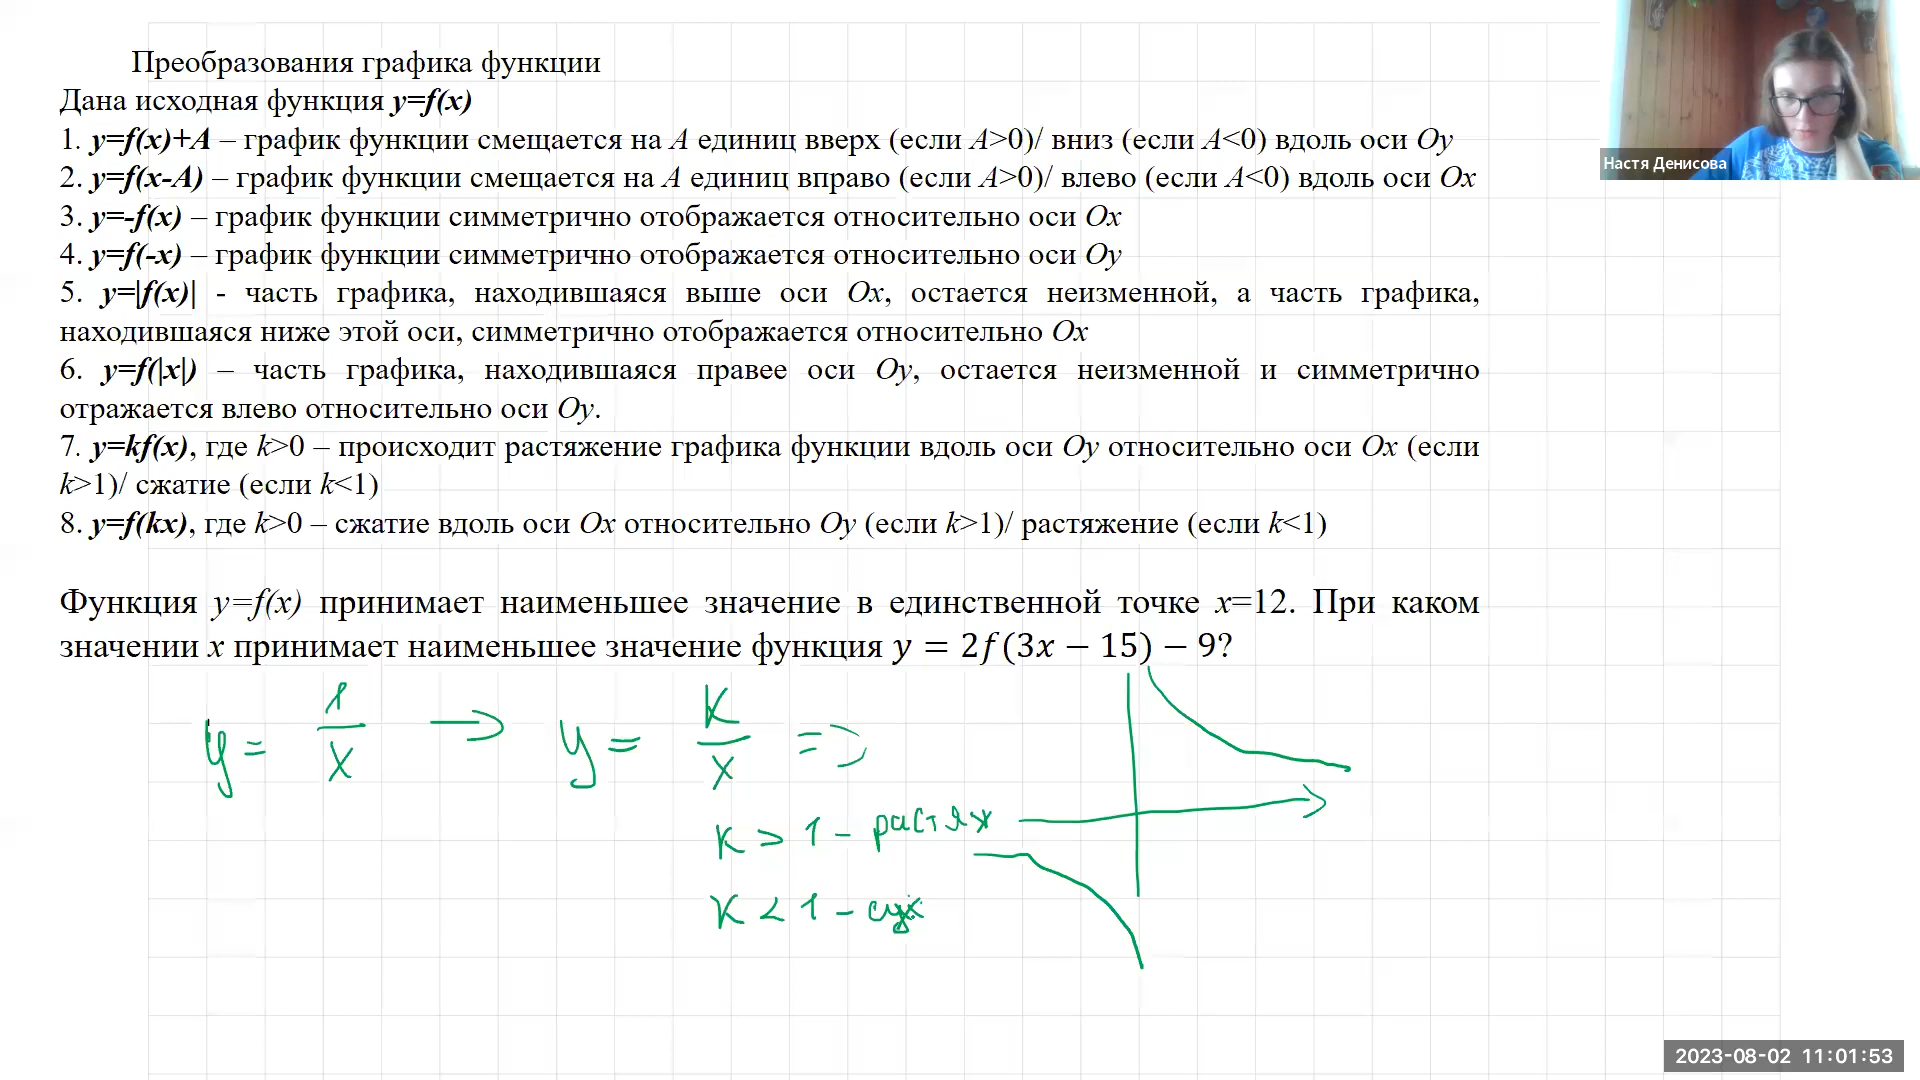 Преобразования графика функции
Дана исходная функция y=f(x)
1. y=f(x)+A – график функции смещается на A единиц вверх (если A>0)/ вниз (если A<0) вдоль оси Oy
2. y=f(x-A) – график функции смещается на A единиц вправо (если A>0)/ влево (если A<0) вдоль оси Ox
3. y=-f(x) – график функции симметрично отображается относительно оси Ox
4. y=f(-x) – график функции симметрично отображается относительно оси Oy
5. y=|f(x)| - часть графика, находившаяся выше оси Ox, остается неизменной, а часть графика,
находившаяся ниже этой оси, симметрично отображается относительно Ox
6. y=f(|x|) – часть графика, находившаяся правее оси Oy, остается неизменной и симметрично
отражается влево относительно оси Oy.
7. y=kf(x), где k>0 – происходит растяжение графика функции вдоль оси Oy относительно оси Ox (если
k>1)/ сжатие (если k<1)
8. y=f(kx), где k>0 – сжатие вдоль оси Ox относительно Oy (если k>1)/ растяжение (если k<1)
Функция y=f(x) принимает наименьшее значение в единственной точке x=12. При каком
значении x принимает наименьшее значение функция y = 2f(3x − 15) − 9?
y = 1/x → y = K/x =>
K > 1 - растяж
K < 1 - сж
Настя Денисова
2023-08-02 11:01:53